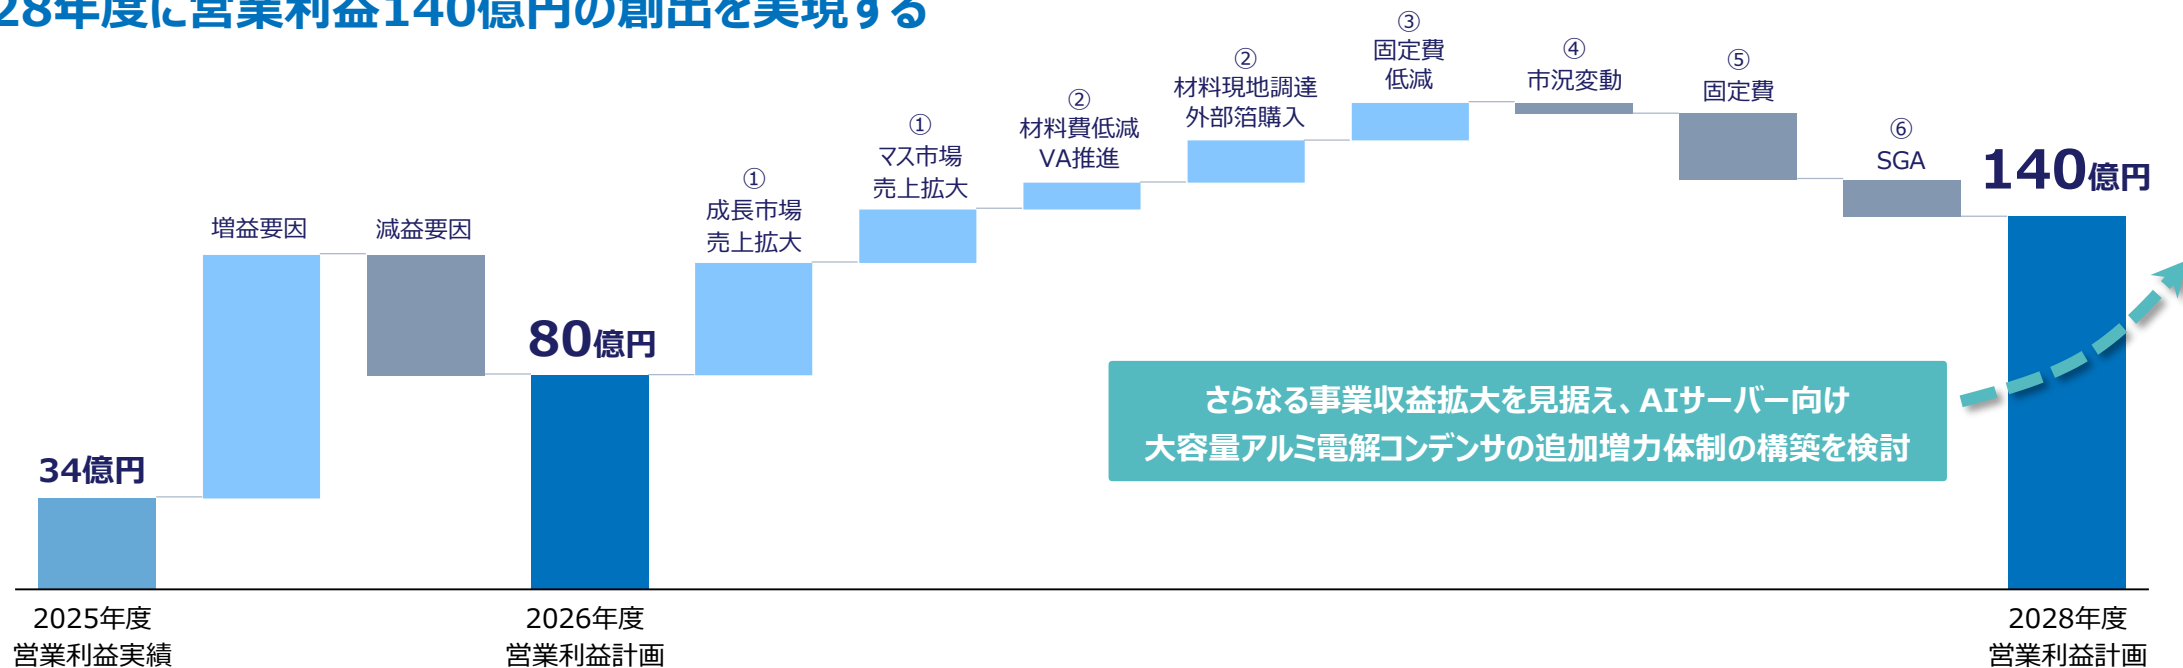 28年度に営業利益140億円の創出を実現する
34億円
増益要因
減益要因
80億円
①
成長市場
売上拡大
①
マス市場
売上拡大
②
材料費低減
VA推進
②
材料現地調達
外部箔購入
③
固定費
低減
④
市況変動
⑤
固定費
⑥
SGA
140億円
さらなる事業収益拡大を見据え、AIサーバー向け
大容量アルミ電解コンデンサの追加増力体制の構築を検討
2025年度
営業利益実績
2026年度
営業利益計画
2028年度
営業利益計画